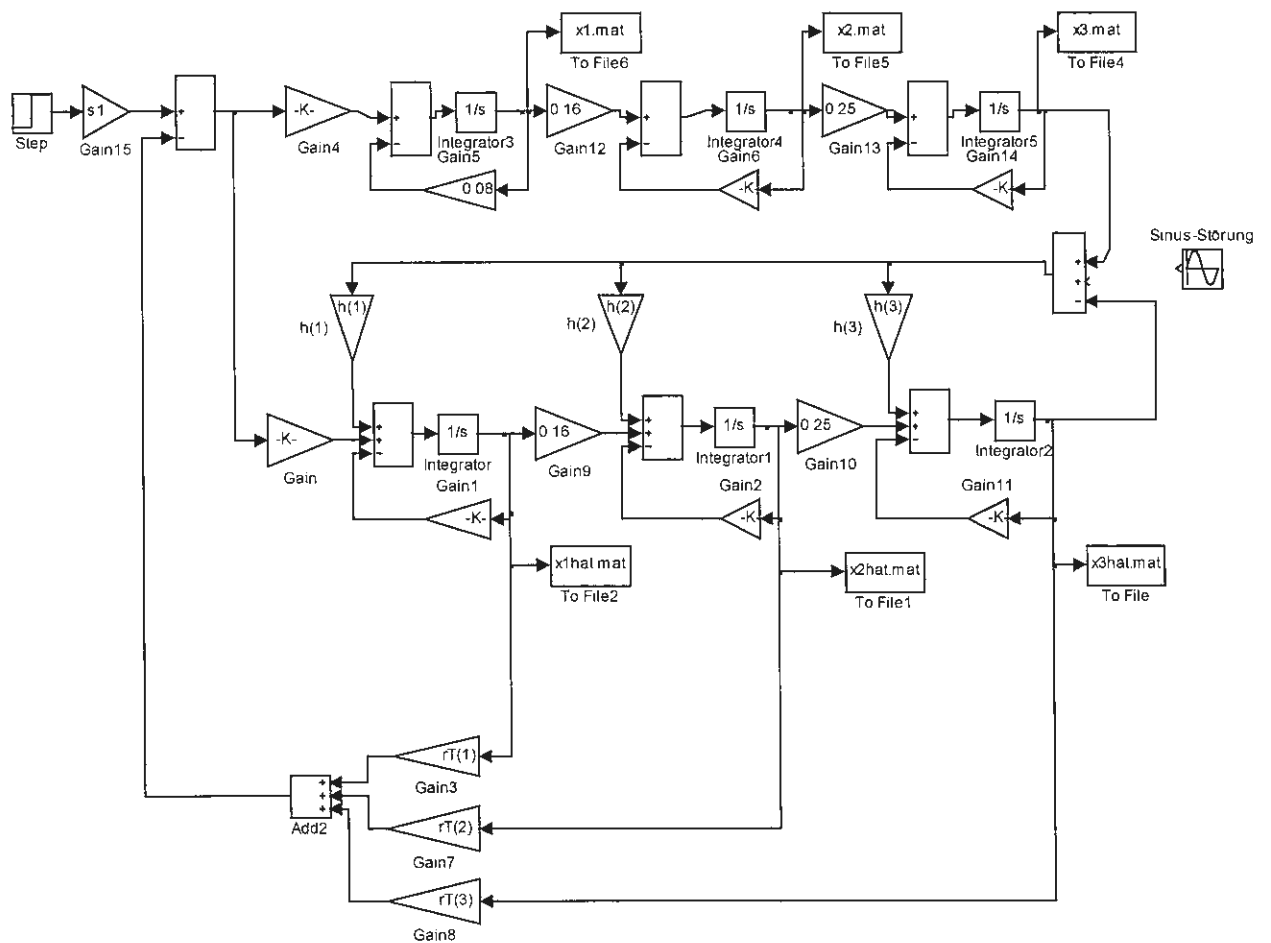 x1.mat
x2.mat
x3.mat
To File6
To File5
To File4
Step
s1
Gain15
+
−
-K-
Gain4
+
−
1/s
Integrator3
Gain5
0 08
0 16
Gain12
+
−
1/s
Integrator4
Gain6
-K
0 25
Gain13
+
−
1/s
Integrator5
Gain14
-K
Sinus-Störung
+
+
−
h(1)
h(1)
h(2)
h(2)
h(3)
h(3)
-K-
Gain
+
+
−
1/s
Integrator
Gain1
-K-
0 16
Gain9
+
+
−
1/s
Integrator1
Gain2
-K
0 25
Gain10
+
+
−
1/s
Integrator2
Gain11
-K
x1hat mat
To File2
x2hat.mat
To File1
x3hat.mat
To File
rT(1)
Gain3
+
+
+
Add2
rT(2)
Gain7
rT(3)
Gain8